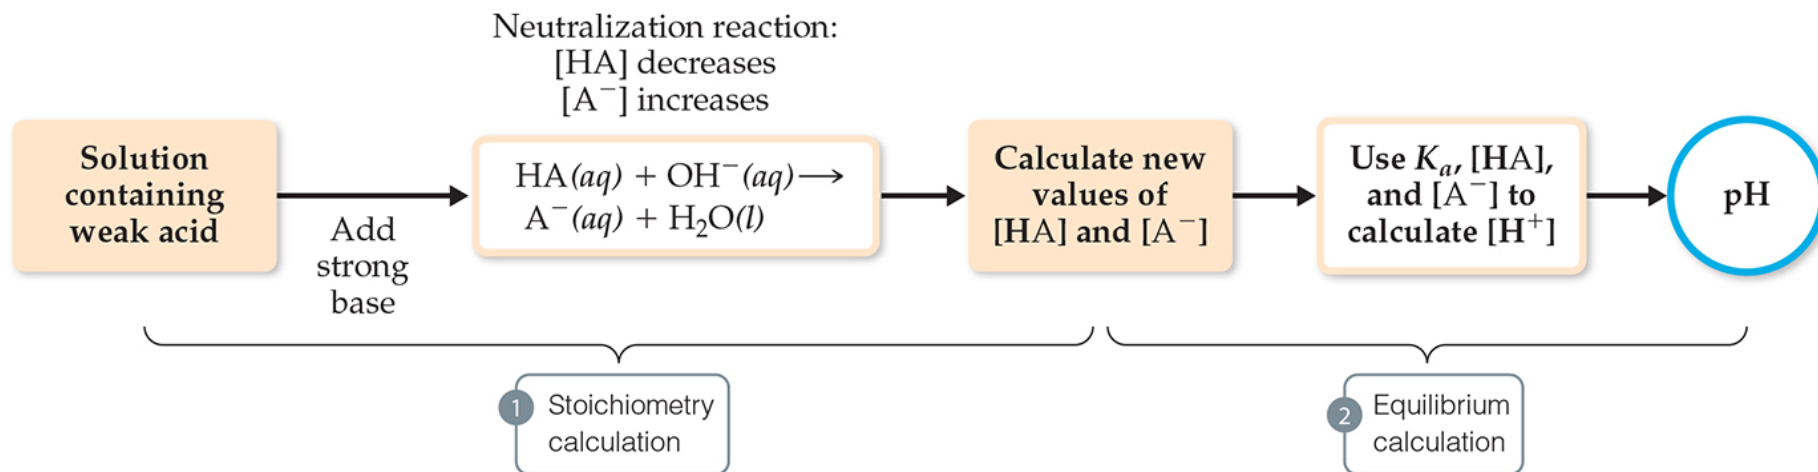 Neutralization reaction:
[HA] decreases
[A⁻] increases
Solution
containing
weak acid
Add
strong
base
HA(aq) + OH⁻(aq) ⟶
A⁻(aq) + H₂O(l)
Calculate new
values of
[HA] and [A⁻]
Use Kₐ, [HA],
and [A⁻] to
calculate [H⁺]
pH
1 Stoichiometry
calculation
2 Equilibrium
calculation